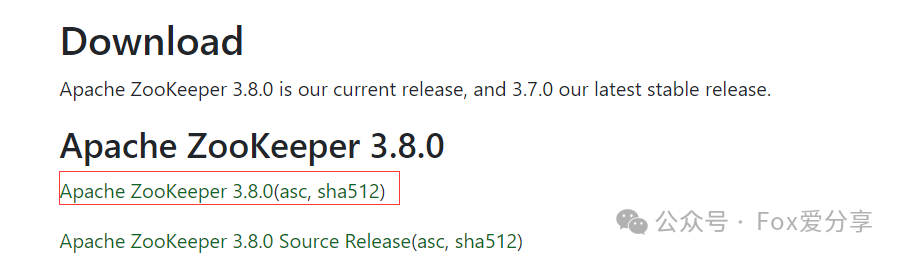 Download
Apache ZooKeeper 3.8.0 is our current release, and 3.7.0 our latest stable release.
Apache ZooKeeper 3.8.0
Apache ZooKeeper 3.8.0(asc, sha512)
Apache ZooKeeper 3.8.0 Source Release(asc, sha512)
公众号 · Fox爱分享